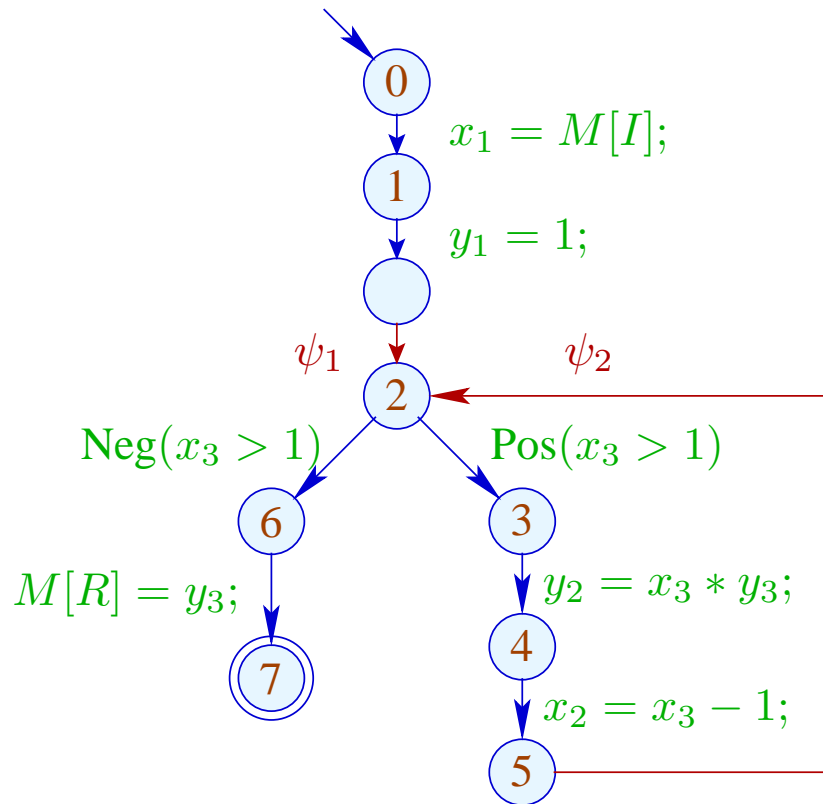 0
x₁ = M[I];
1
y₁ = 1;
ψ₁
ψ₂
2
Neg(x₃ > 1)
Pos(x₃ > 1)
6
3
M[R] = y₃;
y₂ = x₃ ∗ y₃;
4
7
x₂ = x₃ − 1;
5